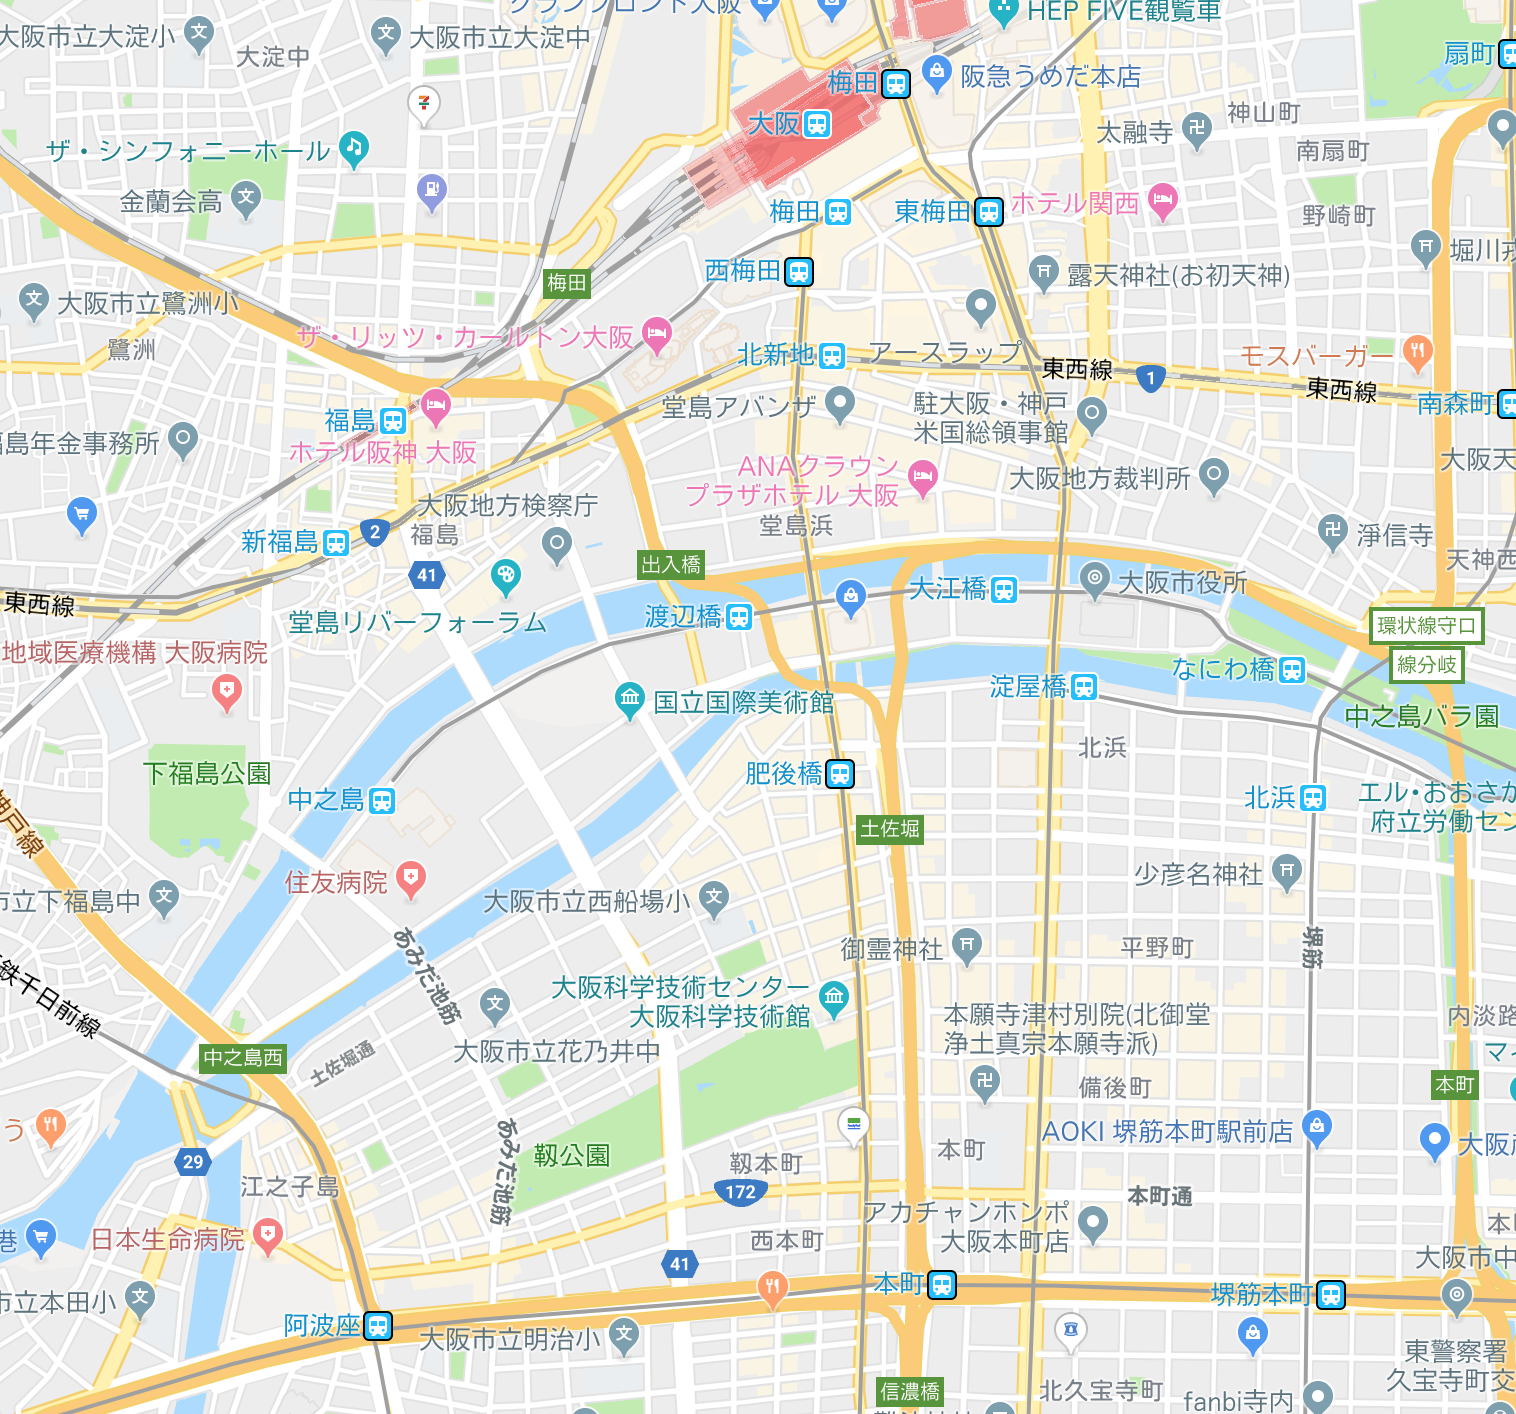 グランフロント大阪
HEP FIVE観覧車
大阪市立大淀小
大阪市立大淀中
大淀中
扇町
梅田
阪急うめだ本店
神山町
大阪
太融寺
南扇町
ザ・シンフォニーホール
金蘭会高
梅田
東梅田
ホテル関西
野崎町
西梅田
露天神社(お初天神)
梅田
大阪市立鷺洲小
ザ・リッツ・カールトン大阪
鷺洲
北新地
アースラップ
東西線
1
モスバーガー
東西線
南森町
福島
堂島アバンザ
駐大阪・神戸
米国総領事館
福島年金事務所
ホテル阪神 大阪
ANAクラウン
プラザホテル 大阪
大阪地方裁判所
大阪天
大阪地方検察庁
堂島浜
福島
2
新福島
淨信寺
出入橋
天神西
41
大江橋
大阪市役所
東西線
堂島リバーフォーラム
渡辺橋
環状線守口
線分岐
地域医療機構 大阪病院
なにわ橋
淀屋橋
国立国際美術館
中之島バラ園
北浜
下福島公園
肥後橋
中之島
北浜
エル・おおさか
府立労働セン
神戸線
土佐堀
住友病院
少彦名神社
市立下福島中
大阪市立西船場小
あみだ池筋
御霊神社
平野町
堺筋
鉄千日前線
大阪科学技術センター
大阪科学技術館
本願寺津村別院(北御堂
浄土真宗本願寺派)
内淡路
大阪市立花乃井中
中之島西
土佐堀通
マイ
備後町
本町
う
あみだ池筋
靱公園
AOKI 堺筋本町駅前店
本町
29
靱本町
江之子島
172
本町通
アカチャンホンポ
大阪本町店
日本生命病院
西本町
港
41
大阪市中
本町
堺筋本町
市立本田小
阿波座
大阪市立明治小
東警察署
久宝寺町交
信濃橋
北久宝寺町
fanbi寺内